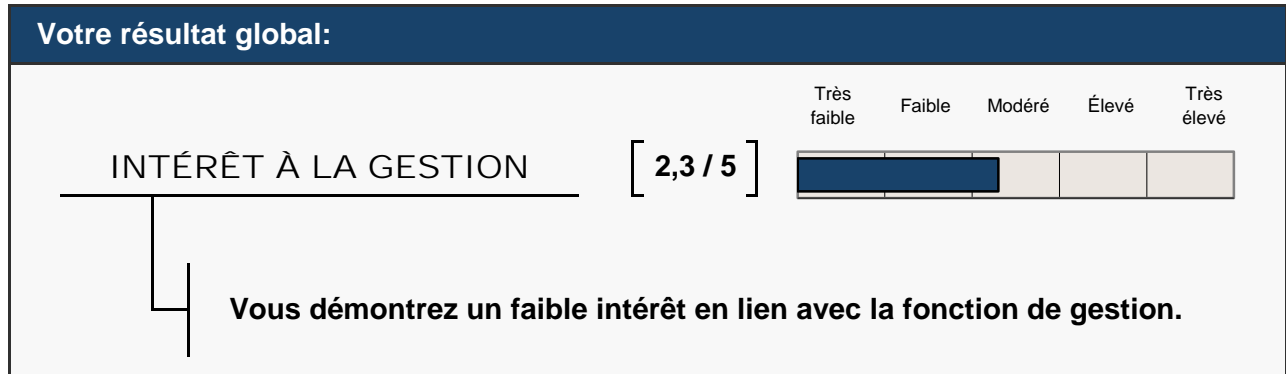 Votre résultat global:
Très faible
Faible
Modéré
Élevé
Très élevé
INTÉRÊT À LA GESTION
2,3 / 5
Vous démontrez un faible intérêt en lien avec la fonction de gestion.